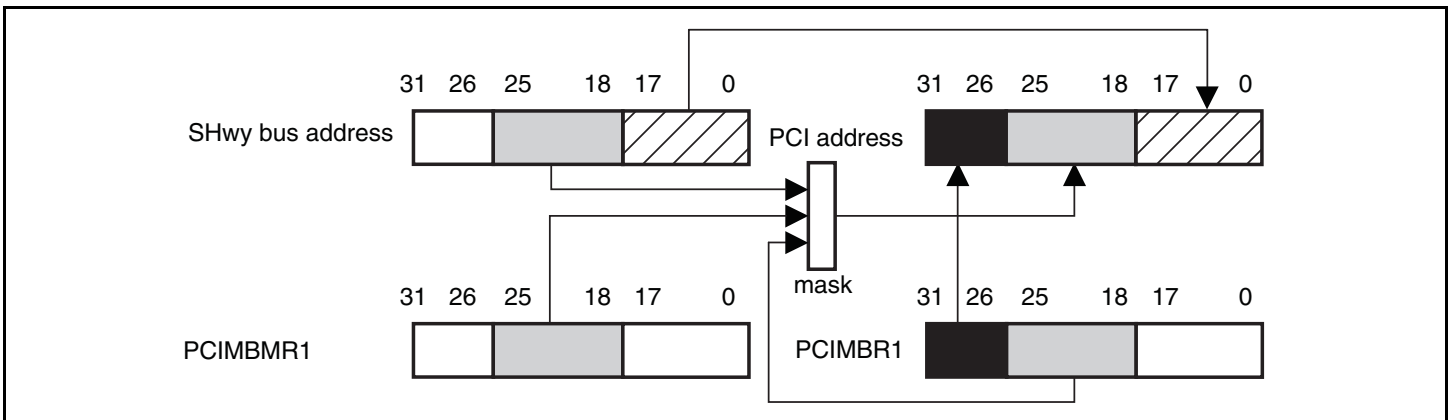 31 26 25 18 17 0
SHwy bus address
31 26 25 18 17 0
PCI address
mask
31 26 25 18 17 0
PCIMBMR1
31 26 25 18 17 0
PCIMBR1